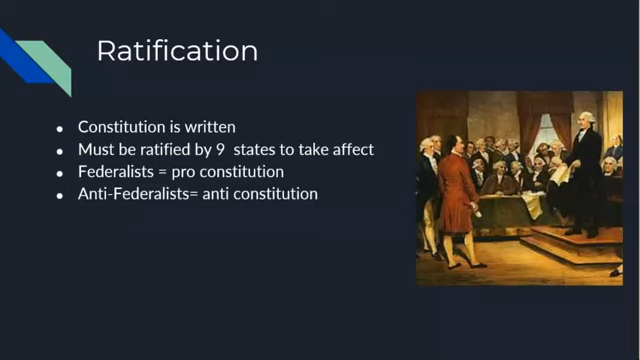 Ratification
● Constitution is written
● Must be ratified by 9 states to take affect
● Federalists = pro constitution
● Anti-Federalists= anti constitution